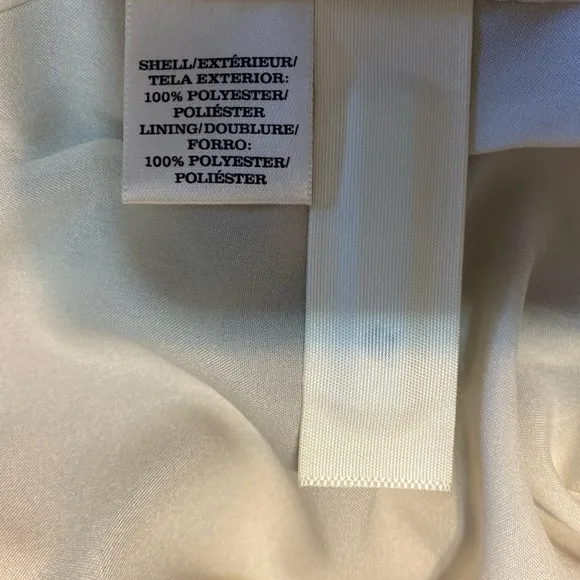 SHELL/EXTÉRIEUR/
TELA EXTERIOR:
100% POLYESTER/
POLIÉSTER
LINING/DOUBLURE/
FORRO:
100% POLYESTER/
POLIÉSTER